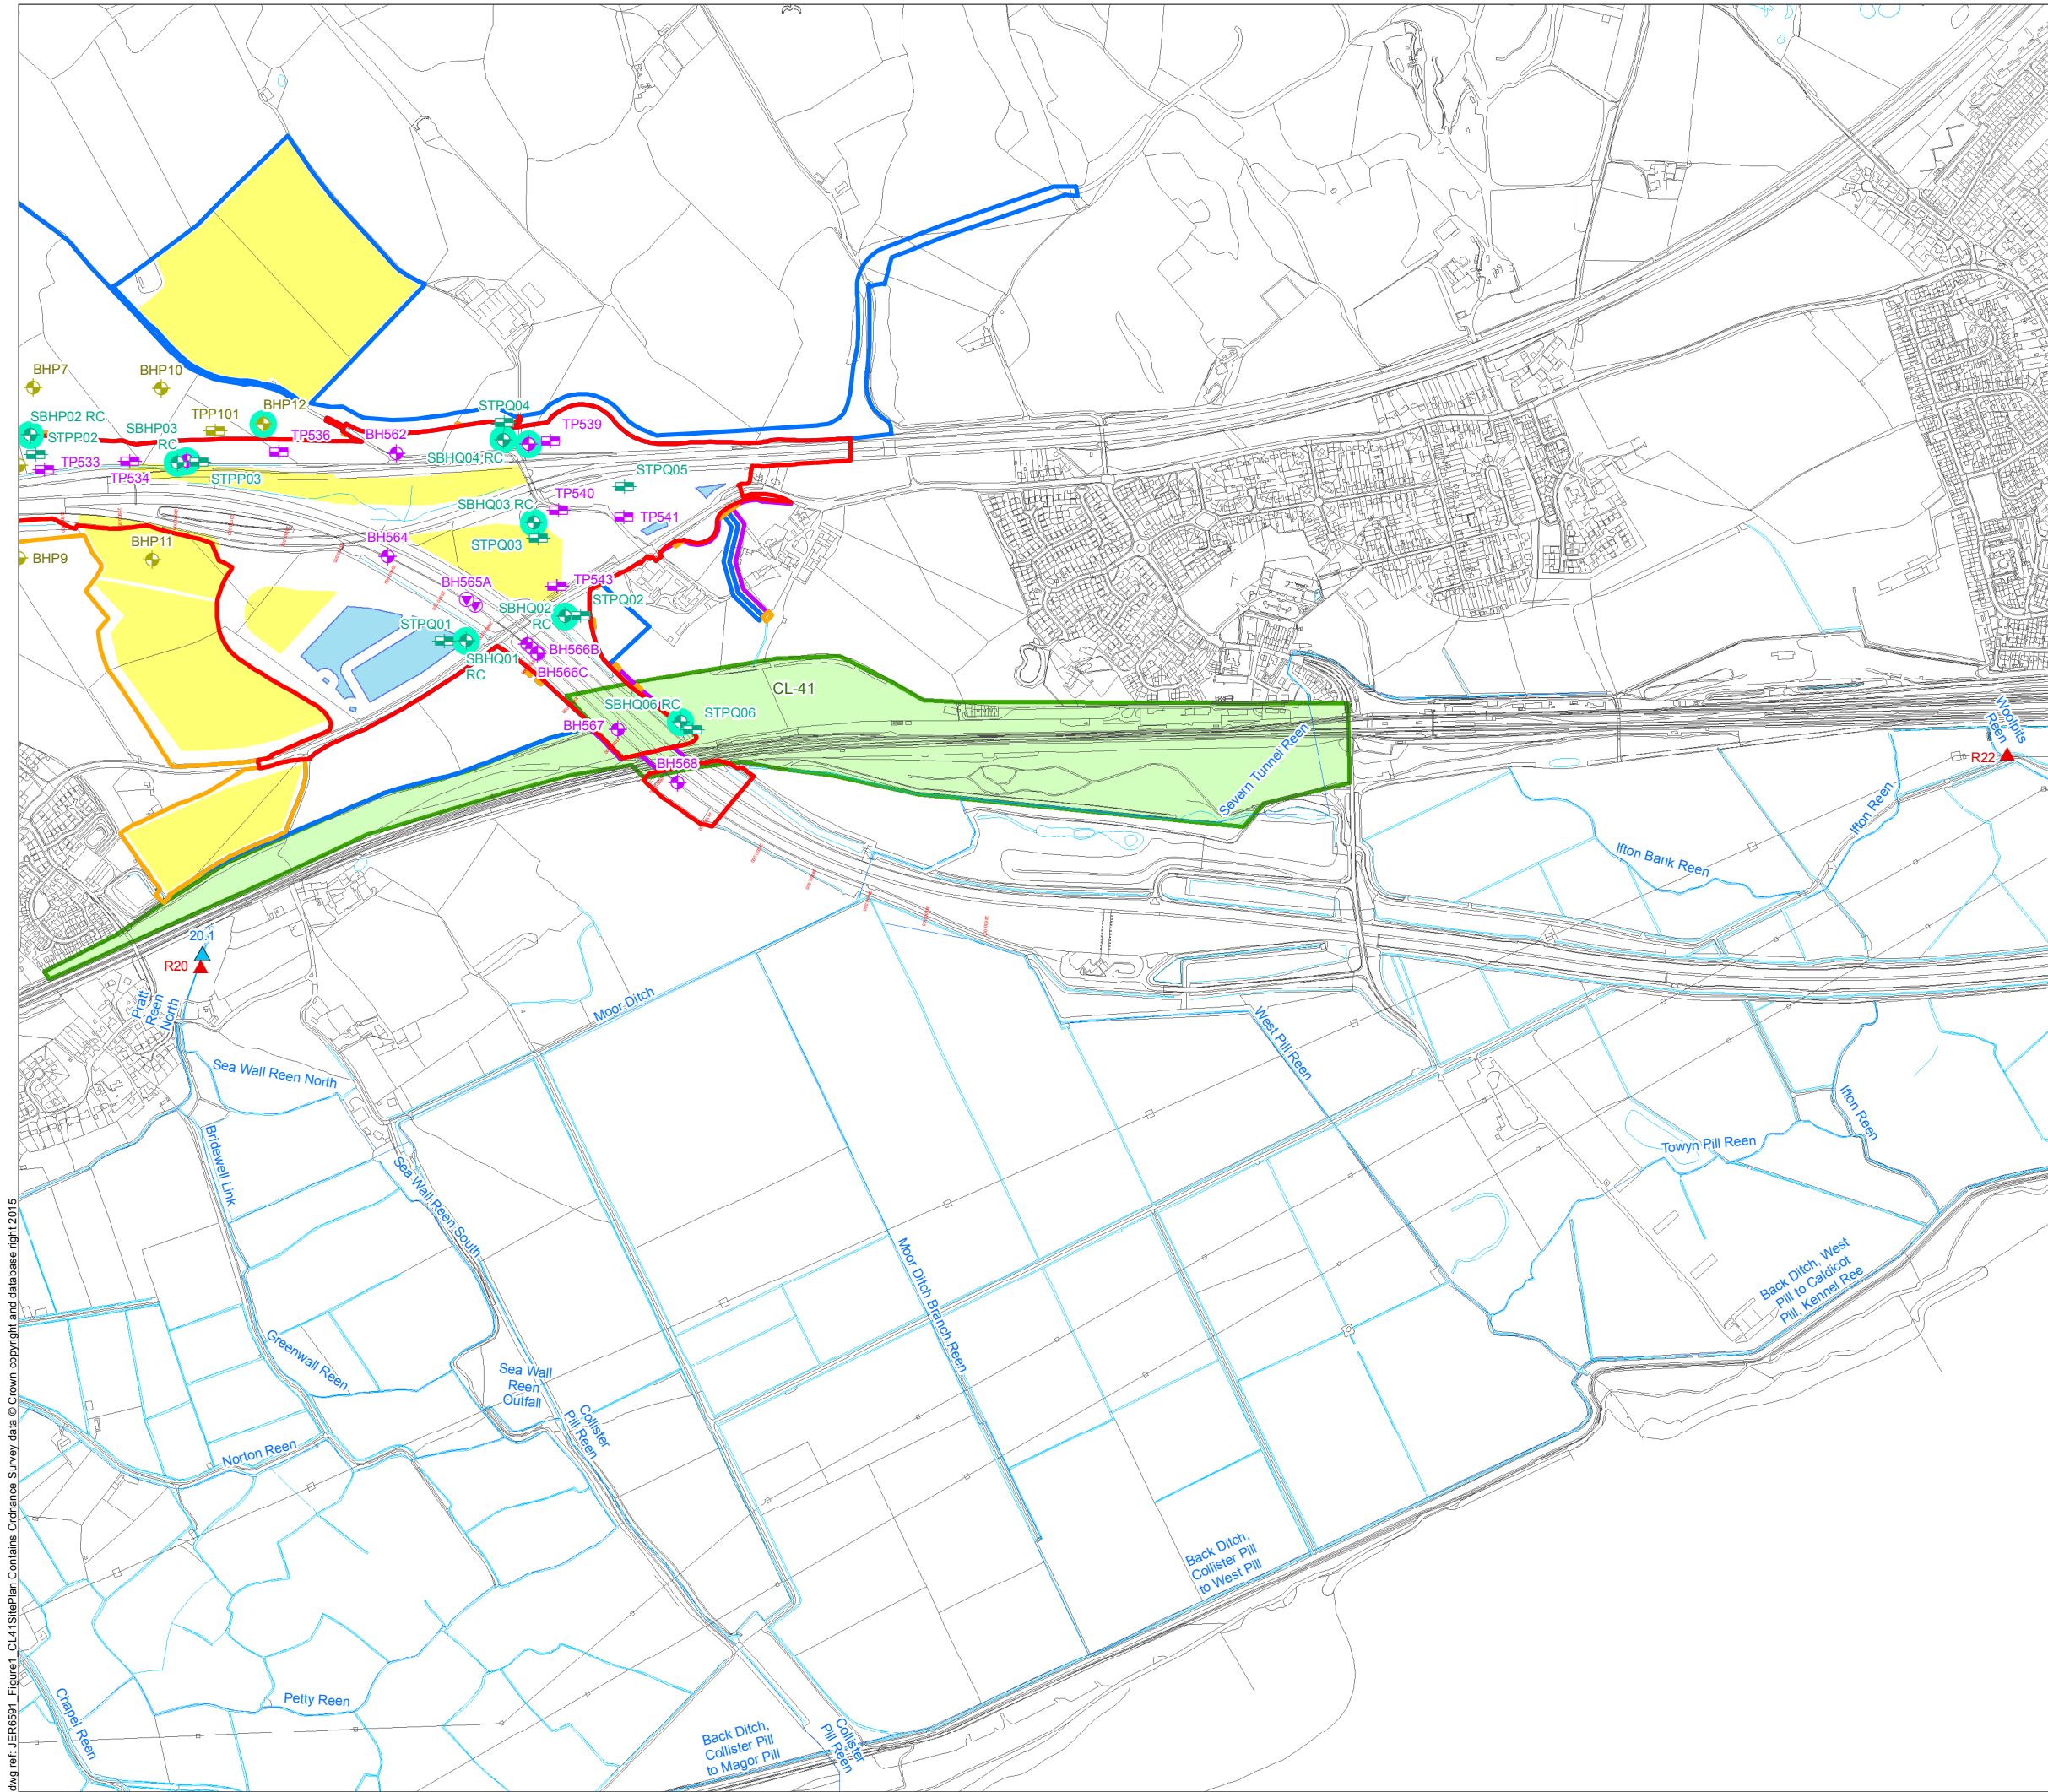 BHP7
BHP10
SBHP02 RC
STPP02
TPP101
BHP12
SBHP03
RC
TP536
BH562
STPQ04
TP539
SBHQ04 RC
TP533
TP534
STPP03
STPQ05
SBHQ03 RC
TP540
TP541
STPQ03
BHP9
BHP11
BH564
BH565A
TP543
SBHQ02
RC
STPQ02
STPQ01
SBHQ01
RC
BH566B
BH566C
CL-41
SBHQ06 RC
STPQ06
BH567
BH568
Severn Tunnel Reen
Woolpits
Reen
R22
Ifton Reen
Ifton Bank Reen
20.1
R20
Pratt
Reen
North
Moor Ditch
West Pill Reen
Sea Wall Reen North
Bridewell Link
Sea Wall Reen South
Ifton Reen
Towyn Pill Reen
Moor Ditch Branch Reen
Back Ditch, West
Pill to Caldicot
Pill, Kennel Ree
Greenwall Reen
Sea Wall
Reen
Outfall
Collister
Pill Reen
Norton Reen
Back Ditch,
Collister Pill
to West Pill
Petty Reen
Chapel Reen
Back Ditch,
Collister Pill
to Magor Pill
Collister
Pill Reen
dwg ref: JER6591_Figure1_CL41SitePlan Contains Ordnance Survey data © Crown copyright and database right 2015